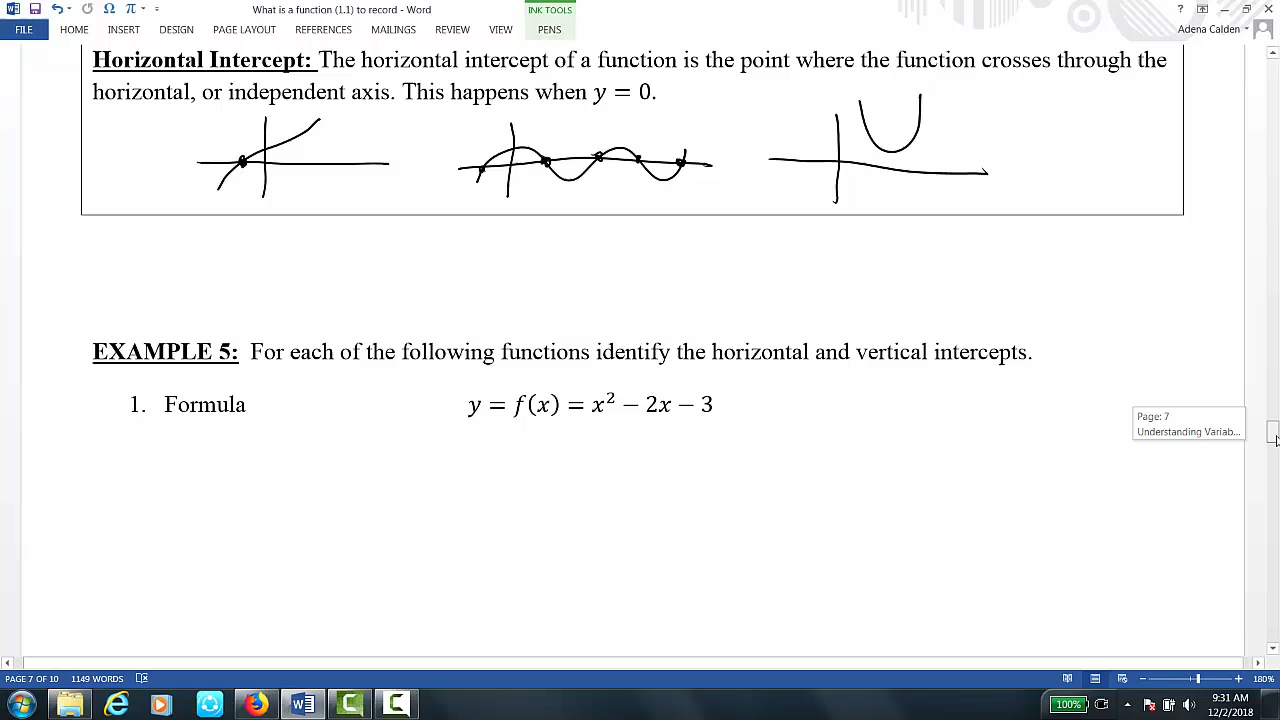 What is a function (1.1) to record - Word
INK TOOLS
FILE HOME INSERT DESIGN PAGE LAYOUT REFERENCES MAILINGS REVIEW VIEW PENS
Adena Calden
Horizontal Intercept: The horizontal intercept of a function is the point where the function crosses through the
horizontal, or independent axis. This happens when y = 0.
EXAMPLE 5: For each of the following functions identify the horizontal and vertical intercepts.
1. Formula y = f(x) = x² − 2x − 3
Page: 7
Understanding Variab...
PAGE 7 OF 10 1149 WORDS
180%
100%
9:31 AM
12/2/2018